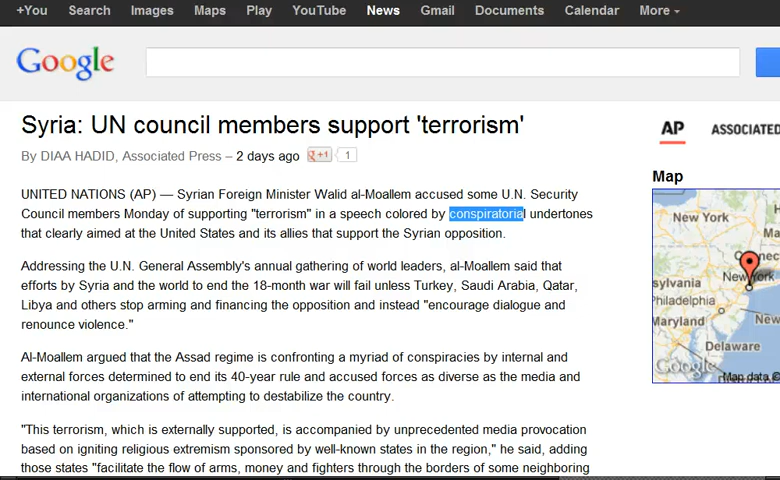 +You Search Images Maps Play YouTube News Gmail Documents Calendar More
Google
Syria: UN council members support 'terrorism'
By DIAA HADID, Associated Press – 2 days ago +1 1
UNITED NATIONS (AP) — Syrian Foreign Minister Walid al-Moallem accused some U.N. Security
Council members Monday of supporting "terrorism" in a speech colored by conspiratorial undertones
that clearly aimed at the United States and its allies that support the Syrian opposition.
Addressing the U.N. General Assembly's annual gathering of world leaders, al-Moallem said that
efforts by Syria and the world to end the 18-month war will fail unless Turkey, Saudi Arabia, Qatar,
Libya and others stop arming and financing the opposition and instead "encourage dialogue and
renounce violence."
Al-Moallem argued that the Assad regime is confronting a myriad of conspiracies by internal and
external forces determined to end its 40-year rule and accused forces as diverse as the media and
international organizations of attempting to destabilize the country.
"This terrorism, which is externally supported, is accompanied by unprecedented media provocation
based on igniting religious extremism sponsored by well-known states in the region," he said, adding
those states "facilitate the flow of arms, money and fighters through the borders of some neighboring
AP ASSOCIATED
Map
New York
Ma
sylvania
New York
Philadelphia
Maryland
New
Delaware
Google
Map data ©